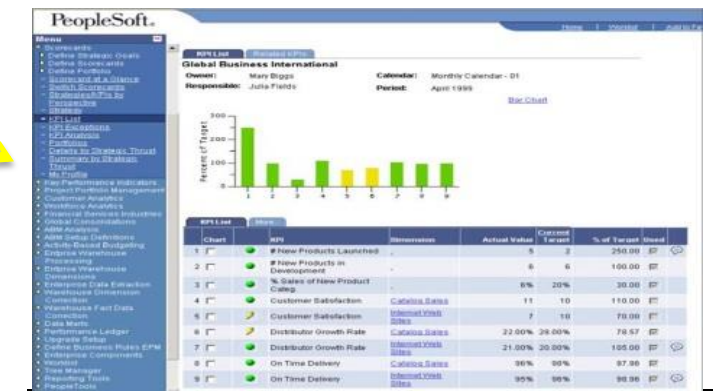 PeopleSoft.
Home | Worklist |
Menu
Scorecards
Define Strategic Goals
Define Scorecards
Define Portfolio
Scorecard at a Glance
Switch Scorecards
Strategies/KPIs by
Perspective
Strategy
KPI List
KPI Exceptions
KPI Analysis
Portfolios
Details by Strategic Thrust
Summary by Strategic
Thrust
My Profile
Key Performance Indicators
Project Portfolio Management
Customer Analytics
Workforce Analytics
Financial Services Industries
Global Consolidations
ABM Analysis
ABM Setup Definitions
Activity-Based Budgeting
Processing
Dimensions
Enterprise Data Extraction
Warehouse Dimension
Correction
Warehouse Fact Data
Correction
Data Marts
Performance Ledger
Upgrade Setup
Define Business Rules EPM
Enterprise Components
Worklist
Tree Manager
Reporting Tools
PeopleTools
KPI List Related KPIs
Global Business International
Owner: Mary Biggs Calendar: Monthly Calendar - 01
Responsible: Julia Fields Period: April 1999
Bar Chart
Percent of Target
300
200
100
1 2 3 4 5 6 7 8 9
KPI List More
Chart KPI Dimension Actual Value Current Target % of Target Used
1 # New Products Launched 5 2 250.00
2 # New Products in Development 6 6 100.00
3 % Sales of New Product Categ. 6% 20% 30.00
4 Customer Satisfaction Catalog Sales 11 10 110.00
5 Customer Satisfaction Internet Web Sites 7 10 70.00
6 Distributor Growth Rate Catalog Sales 22.00% 28.00% 78.57
7 Distributor Growth Rate Internet Web Sites 21.00% 20.00% 105.00
8 On Time Delivery Catalog Sales 96% 98% 97.96
9 On Time Delivery Internet Web Sites 95% 96% 98.96